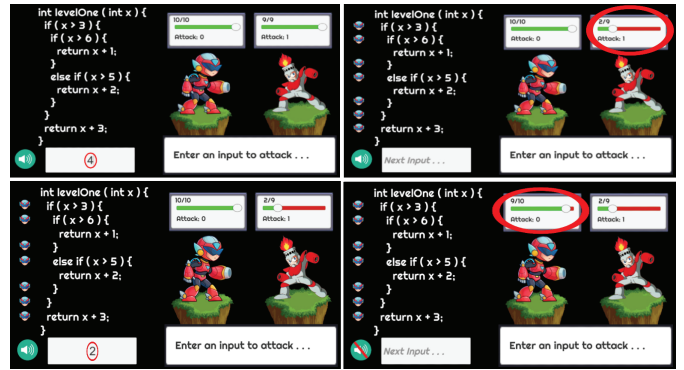 int levelOne ( int x ) {
if ( x > 3 ) {
if ( x > 6 ) {
return x + 1;
}
else if ( x > 5 ) {
return x + 2;
}
}
return x + 3;
}
4
10/10
Attack: 0
9/9
Attack: 1
Enter an input to attack . . .
int levelOne ( int x ) {
if ( x > 3 ) {
if ( x > 6 ) {
return x + 1;
}
else if ( x > 5 ) {
return x + 2;
}
}
return x + 3;
}
Next Input . . .
10/10
Attack: 0
2/9
Attack: 1
Enter an input to attack . . .
int levelOne ( int x ) {
if ( x > 3 ) {
if ( x > 6 ) {
return x + 1;
}
else if ( x > 5 ) {
return x + 2;
}
}
return x + 3;
}
2
10/10
Attack: 0
2/9
Attack: 1
Enter an input to attack . . .
int levelOne ( int x ) {
if ( x > 3 ) {
if ( x > 6 ) {
return x + 1;
}
else if ( x > 5 ) {
return x + 2;
}
}
return x + 3;
}
Next Input . . .
9/10
Attack: 0
2/9
Attack: 1
Enter an input to attack . . .